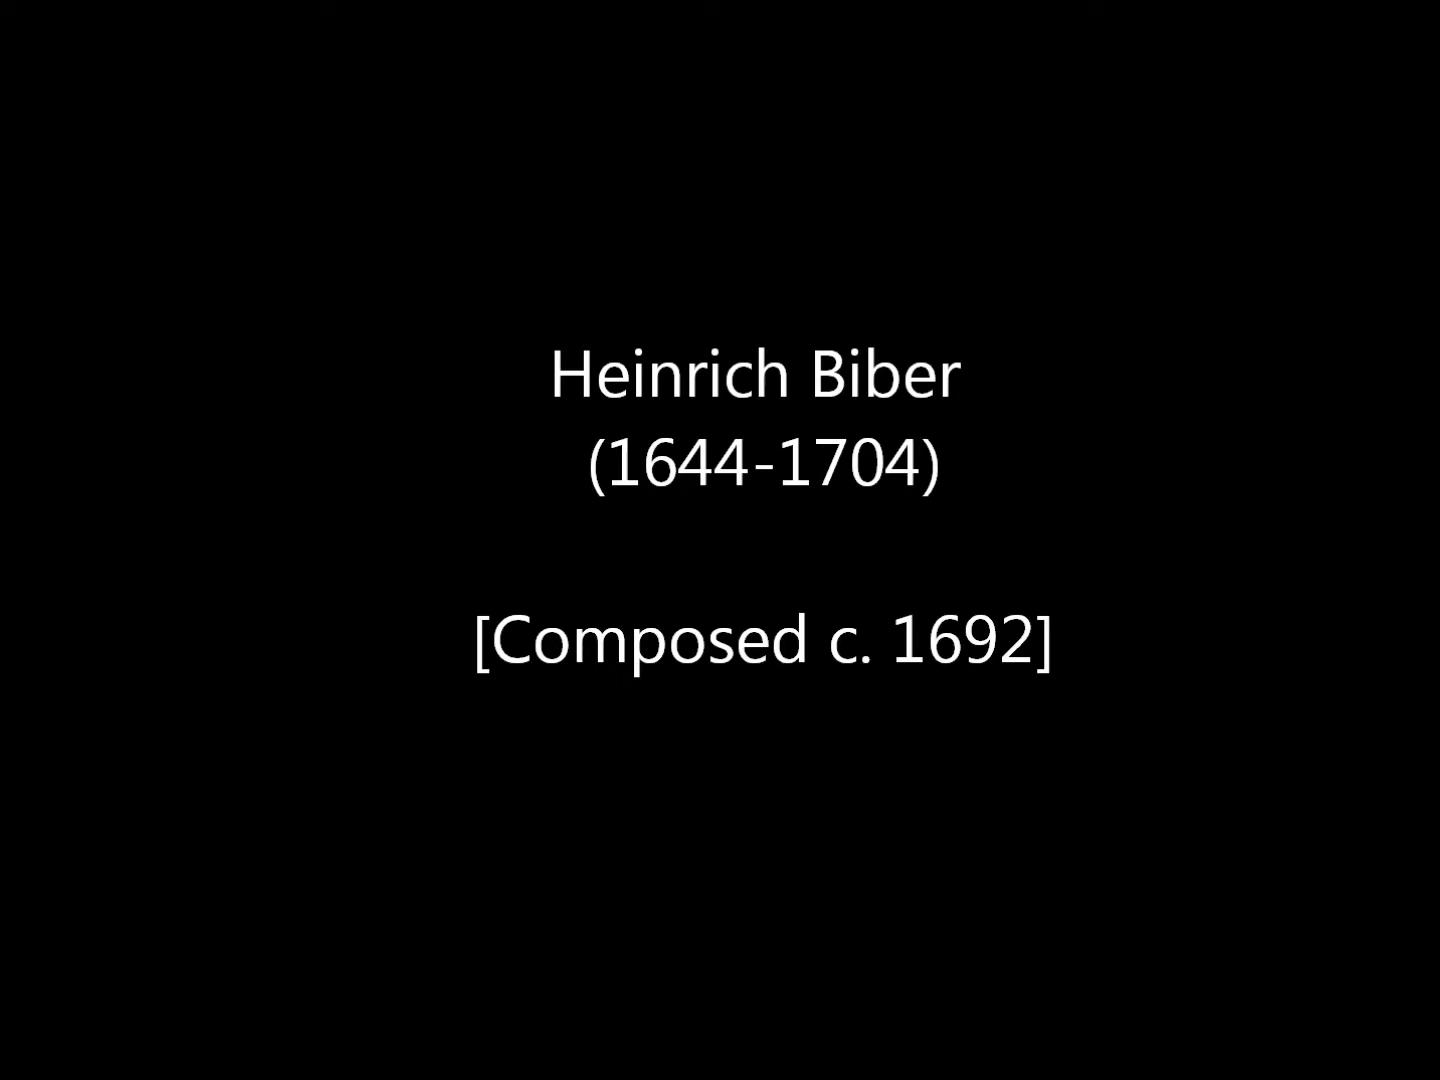 Heinrich Biber
(1644-1704)
[Composed c. 1692]